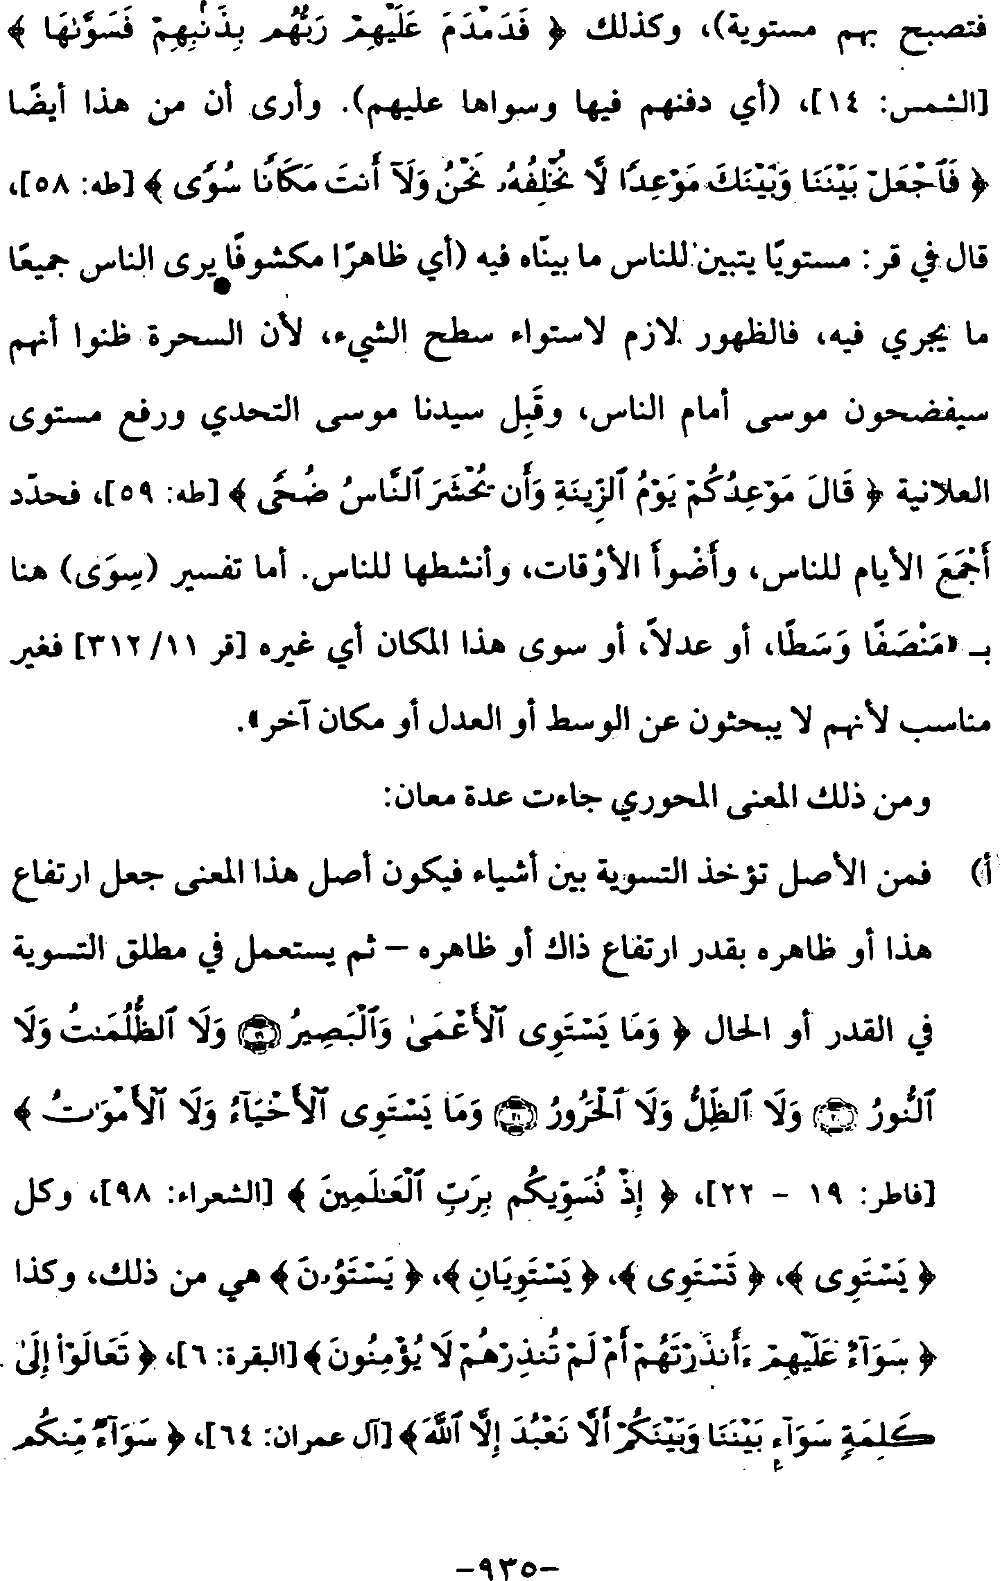 فتصبح بهم مستوية)، وكذلك ﴿ فَدَمْدَمَ عَلَيْهِمْ رَبُّهُم بِذَنۢبِهِمْ فَسَوَّىٰهَا ﴾
[الشمس: ١٤]، (أي دفنهم فيها وسواها عليهم). وأرى أن من هذا أيضًا
﴿ فَٱجْعَلْ بَيْنَنَا وَبَيْنَكَ مَوْعِدًا لَّا نُخْلِفُهُۥ نَحْنُ وَلَآ أَنتَ مَكَانًا سُوًى ﴾ [طه: ٥٨]،
قال في قر: مستويًا يتبين للناس ما بينّاه فيه (أي ظاهرًا مكشوفًا يرى الناس جميعًا
ما يجري فيه، فالظهور لازم لاستواء سطح الشيء، لأن السحرة ظنوا أنهم
سيفضحون موسى أمام الناس، وقَبِل سيدنا موسى التحدي ورفع مستوى
العلانية ﴿ قَالَ مَوْعِدُكُمْ يَوْمُ ٱلزِّينَةِ وَأَن يُحْشَرَ ٱلنَّاسُ ضُحًى ﴾ [طه: ٥٩]، فحدّد
أَجْمَعَ الأيام للناس، وأَضْوأَ الأوْقات، وأنشطها للناس. أما تفسير (سِوَى) هنا
بـ «مَنْصَفًا وَسَطًا، أو عدلاً، أو سوى هذا المكان أي غيره [قر ١١/ ٣١٢] فغير
مناسب لأنهم لا يبحثون عن الوسط أو العدل أو مكان آخر».
ومن ذلك المعنى المحوري جاءت عدة معان:
أ) فمن الأصل تؤخذ التسوية بين أشياء فيكون أصل هذا المعنى جعل ارتفاع
هذا أو ظاهره بقدر ارتفاع ذاك أو ظاهره – ثم يستعمل في مطلق التسوية
في القدر أو الحال ﴿ وَمَا يَسْتَوِى ٱلْأَعْمَىٰ وَٱلْبَصِيرُ ۝١٩ وَلَا ٱلظُّلُمَـٰتُ وَلَا
ٱلنُّورُ ۝٢٠ وَلَا ٱلظِّلُّ وَلَا ٱلْحَرُورُ ۝٢١ وَمَا يَسْتَوِى ٱلْأَحْيَآءُ وَلَا ٱلْأَمْوَٰتُ ﴾
[فاطر: ١٩ – ٢٢]، ﴿ إِذْ نُسَوِّيكُم بِرَبِّ ٱلْعَـٰلَمِينَ ﴾ [الشعراء: ٩٨]، وكل
﴿ يَسْتَوِى ﴾، ﴿ تَسْتَوِى ﴾، ﴿ يَسْتَوِيَانِ ﴾، ﴿ يَسْتَوُۥنَ ﴾ هي من ذلك، وكذا
﴿ سَوَآءٌ عَلَيْهِمْ ءَأَنذَرْتَهُمْ أَمْ لَمْ تُنذِرْهُمْ لَا يُؤْمِنُونَ ﴾ [البقرة: ٦]، ﴿ تَعَالَوْا۟ إِلَىٰ
كَلِمَةٍ سَوَآءٍۭ بَيْنَنَا وَبَيْنَكُمْ أَلَّا نَعْبُدَ إِلَّا ٱللَّهَ ﴾ [آل عمران: ٦٤]، ﴿ سَوَآءٌ مِّنكُم
-٩٣٥-